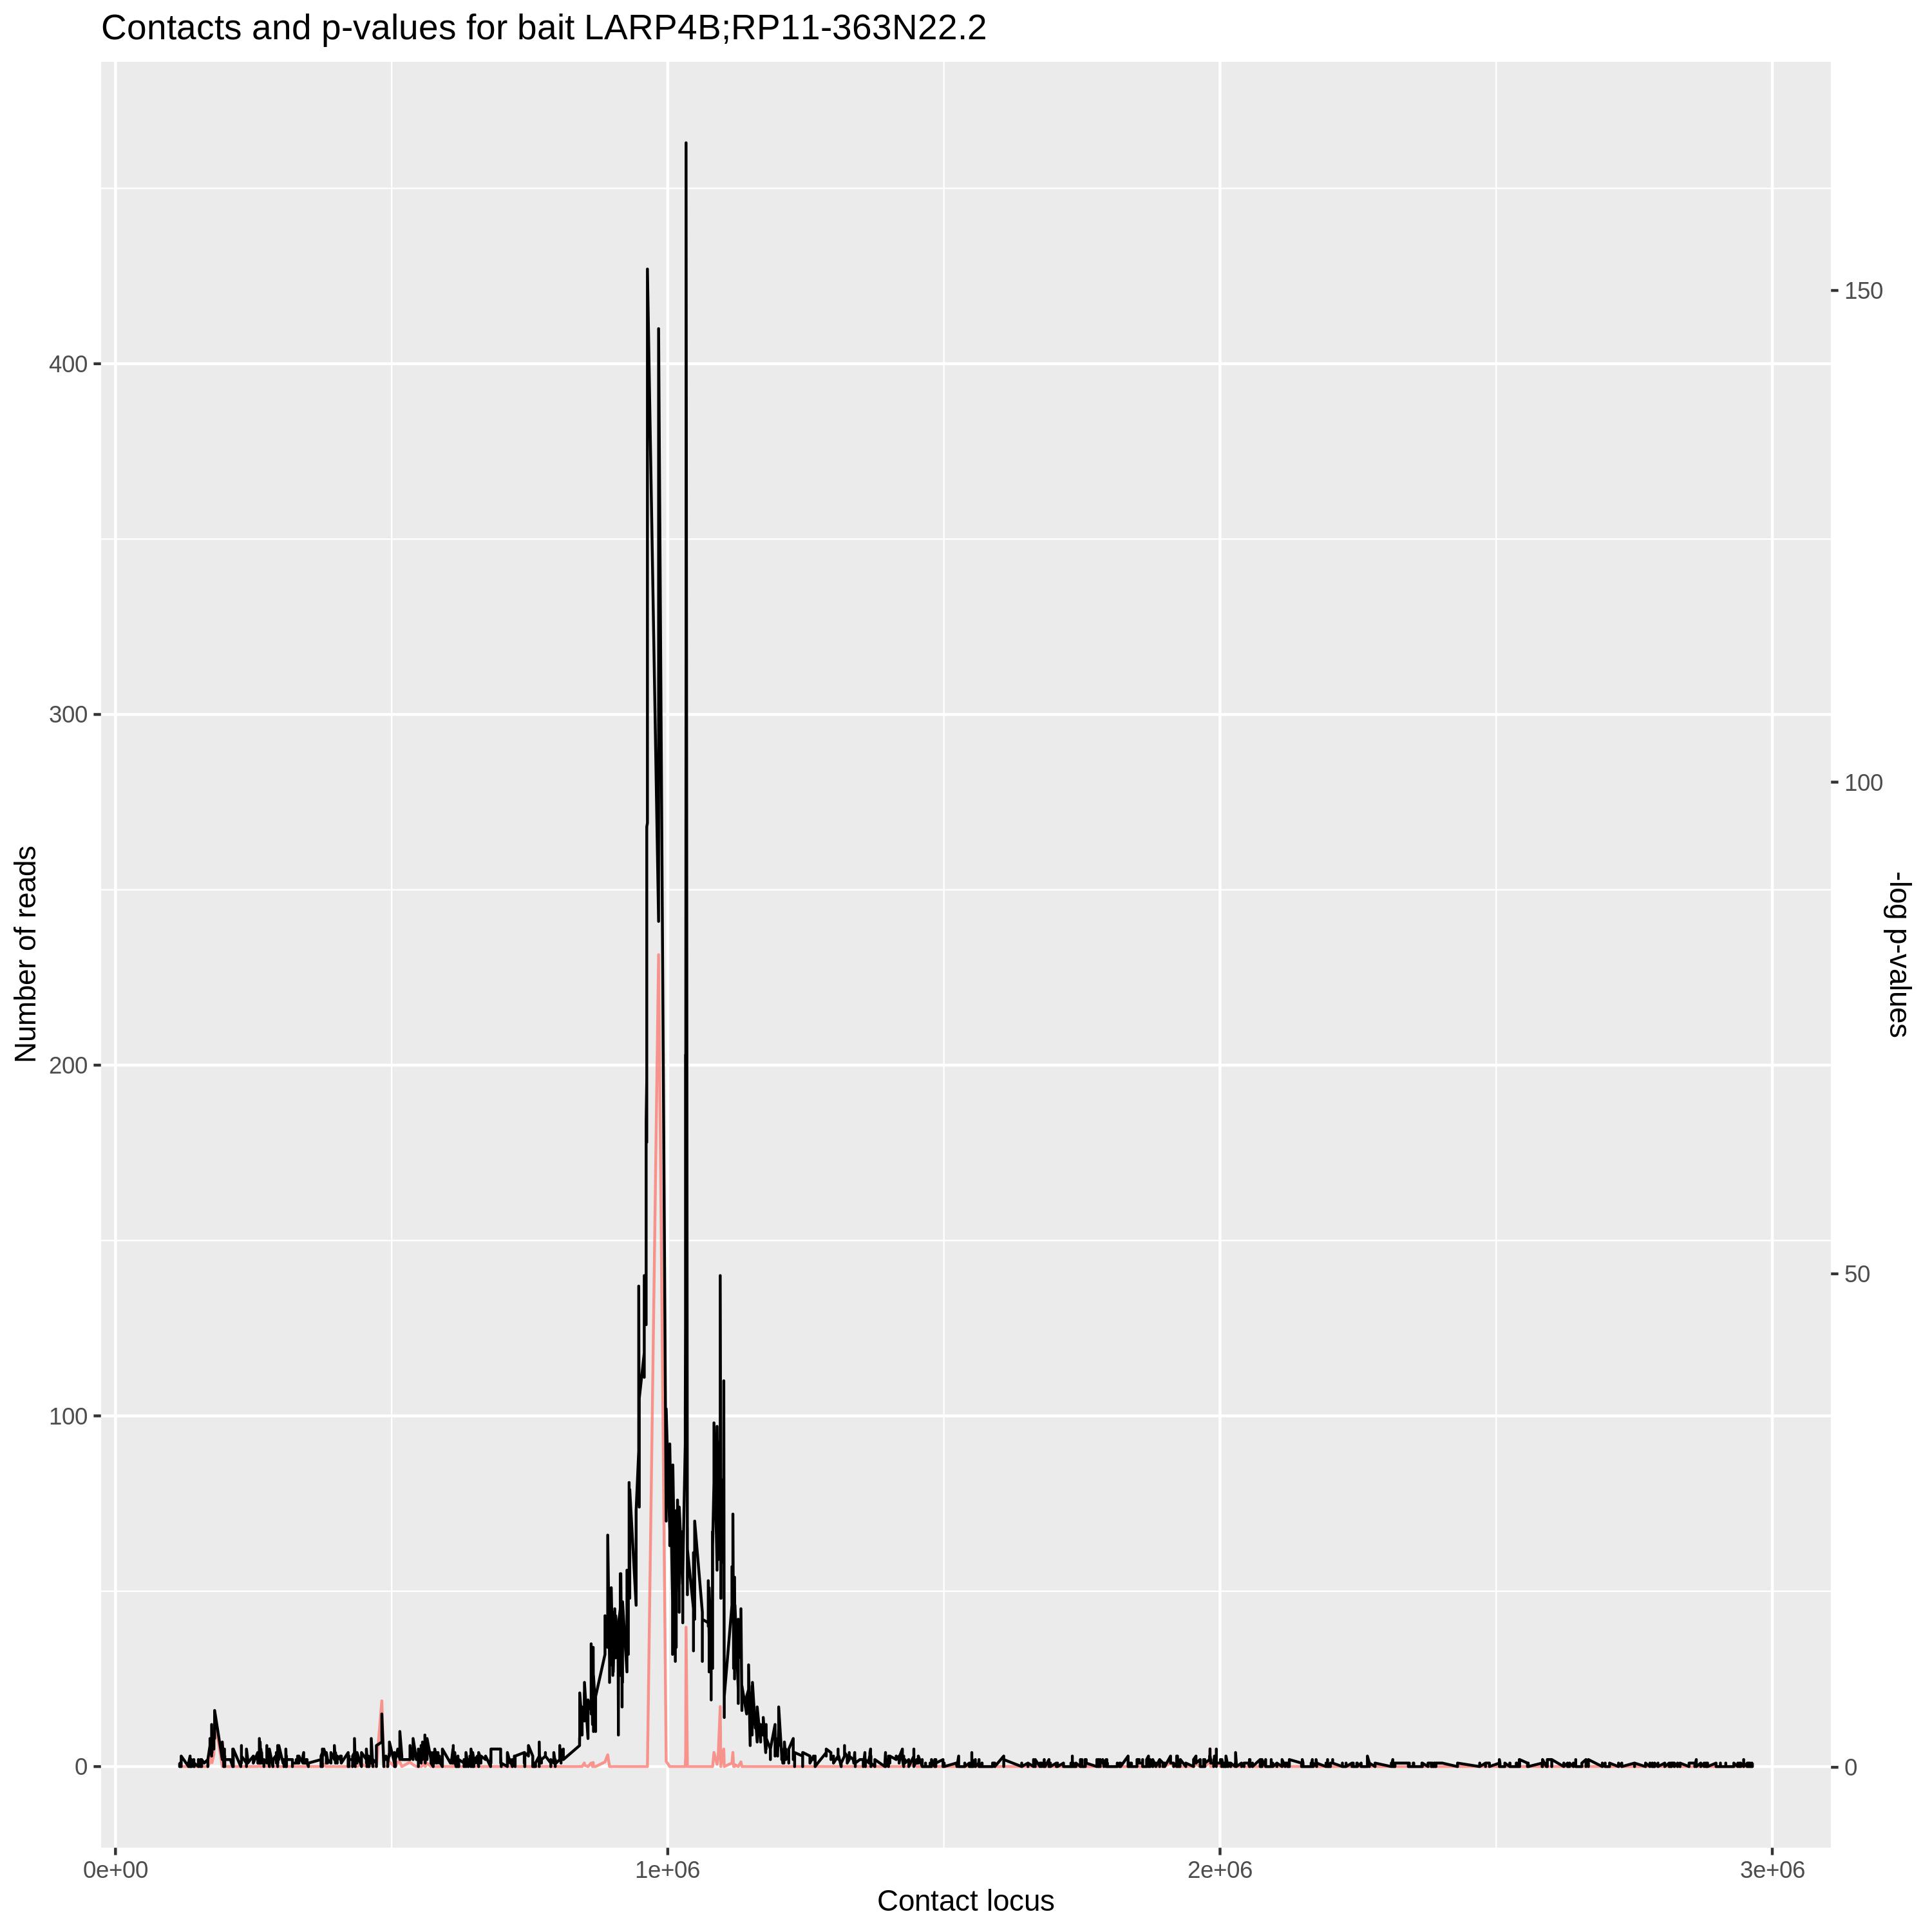 Contacts and p-values for bait LARP4B;RP11-363N22.2
400
300
200
100
0
Number of reads
150
100
50
0
-log p-values
0e+00
1e+06
2e+06
3e+06
Contact locus